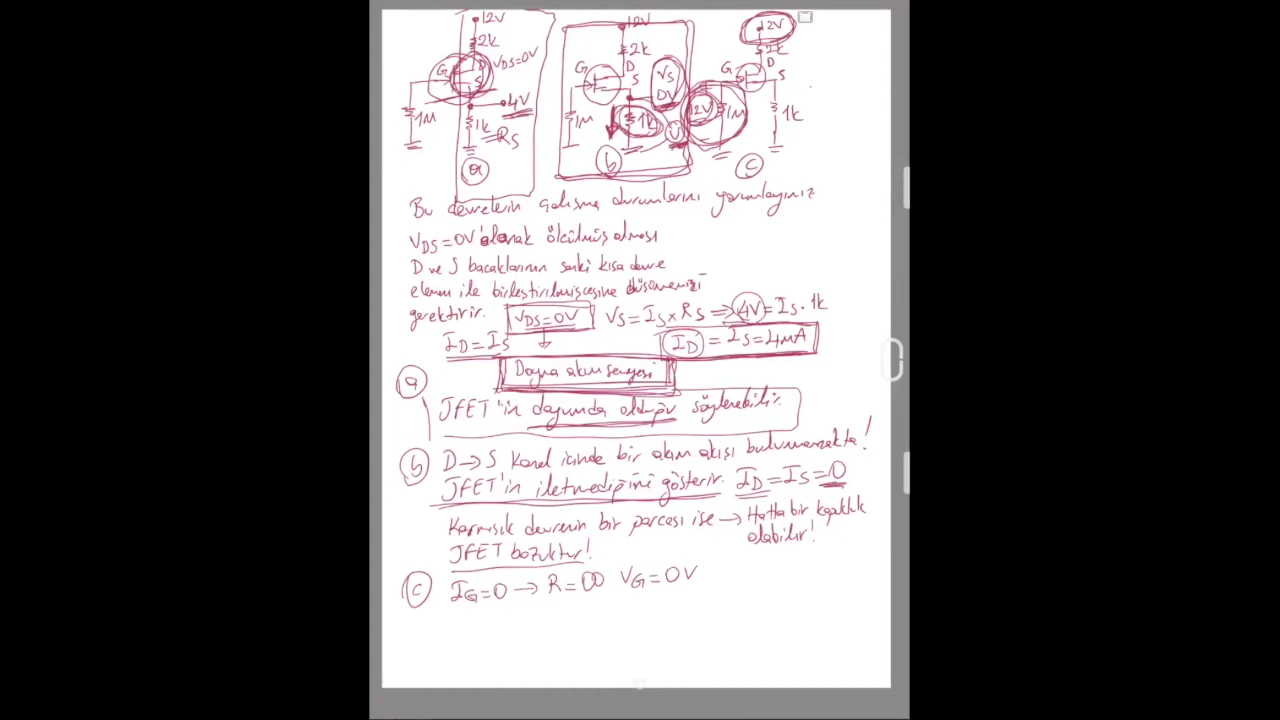 12V 12V 12V
2k 2k 2k
G D VDS=0V G D G D
S S VS S
4V 0V 12V
1M 1k RS 1M 1k 1M 1k
a b c
Bu devrelerin çalışma durumlarını yorumlayınız
VDS=0V olarak ölçülmüş olması
D ve S bacaklarının sanki kısa devre
elemanı ile birleştirilmişcesine düşünmemizi
gerektirir. VDS=0V VS=IS×RS ⇒ 4V=IS·1k
ID=IS ID=IS=4mA
Doyma akım seviyesi
a JFET'in doyumda olduğu söylenebilir.
b D→S kanal içinde bir akım akışı bulunmamakta!
JFET'in iletmediğini gösterir. ID=IS=0
Karmaşık devrenin bir parçası ise → Hatta bir kopukluk
olabilir!
JFET bozuktur!
c IG=0 → R=∞ VG=0V